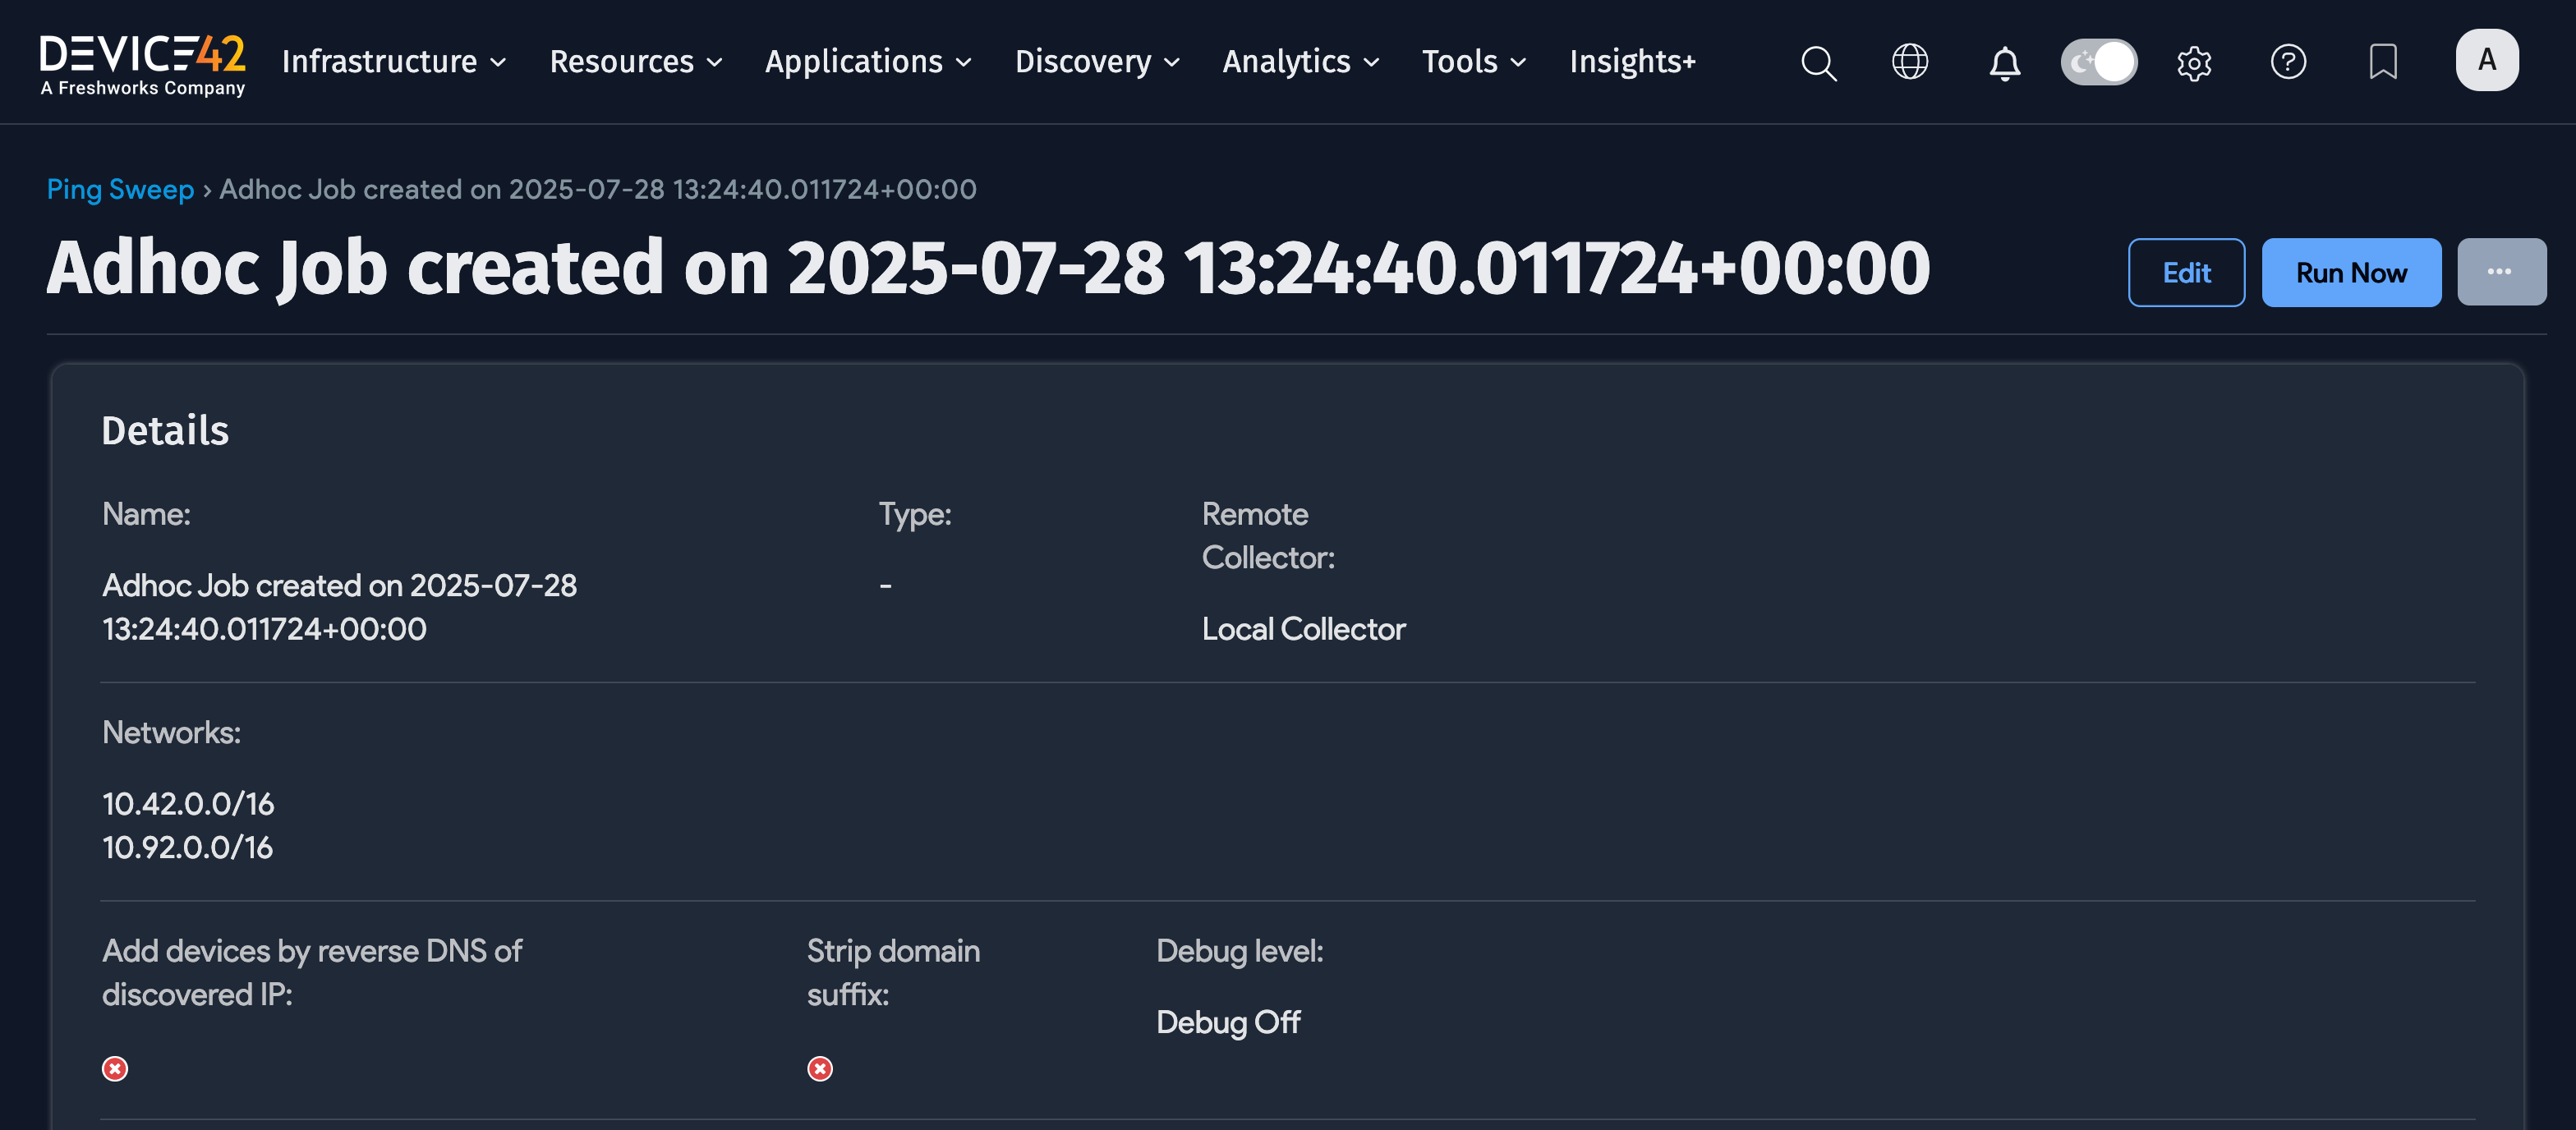 DEVICE42
A Freshworks Company
Infrastructure
Resources
Applications
Discovery
Analytics
Tools
Insights+
A
Ping Sweep › Adhoc Job created on 2025-07-28 13:24:40.011724+00:00
Adhoc Job created on 2025-07-28 13:24:40.011724+00:00
Edit
Run Now
...
Details
Name:
Adhoc Job created on 2025-07-28
13:24:40.011724+00:00
Type:
-
Remote
Collector:
Local Collector
Networks:
10.42.0.0/16
10.92.0.0/16
Add devices by reverse DNS of
discovered IP:
Strip domain
suffix:
Debug level:
Debug Off